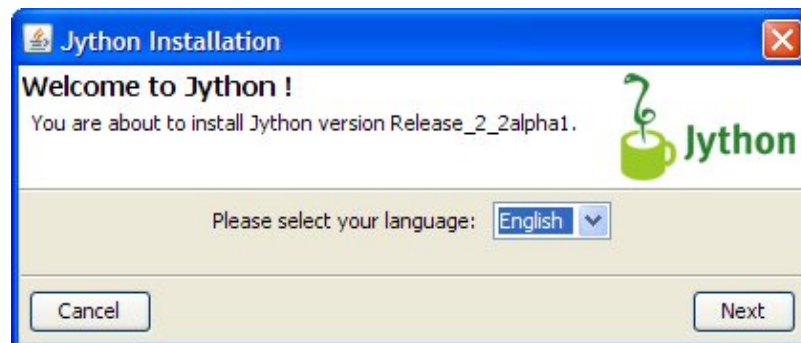 Jython Installation
Welcome to Jython !
You are about to install Jython version Release_2_2alpha1.
Jython
Please select your language: English
Cancel Next